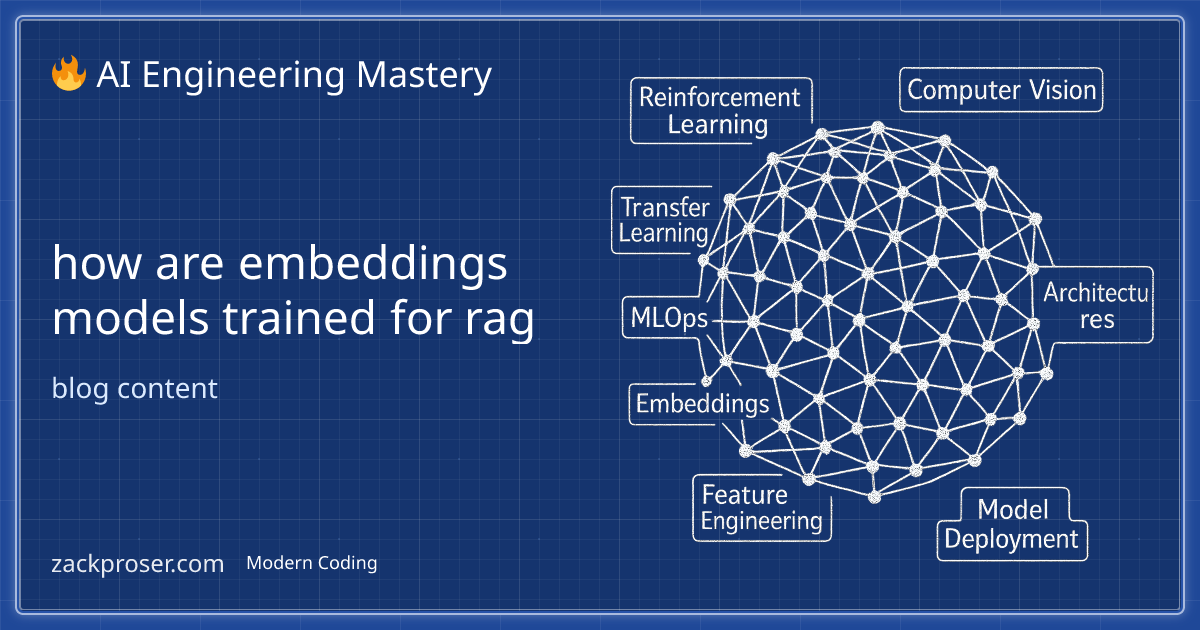 🔥 AI Engineering Mastery
how are embeddings
models trained for rag
blog content
zackproser.com
Modern Coding
Reinforcement
Learning
Computer Vision
Transfer
Learning
MLOps
Architectu
res
Embeddings
Feature
Engineering
Model
Deployment